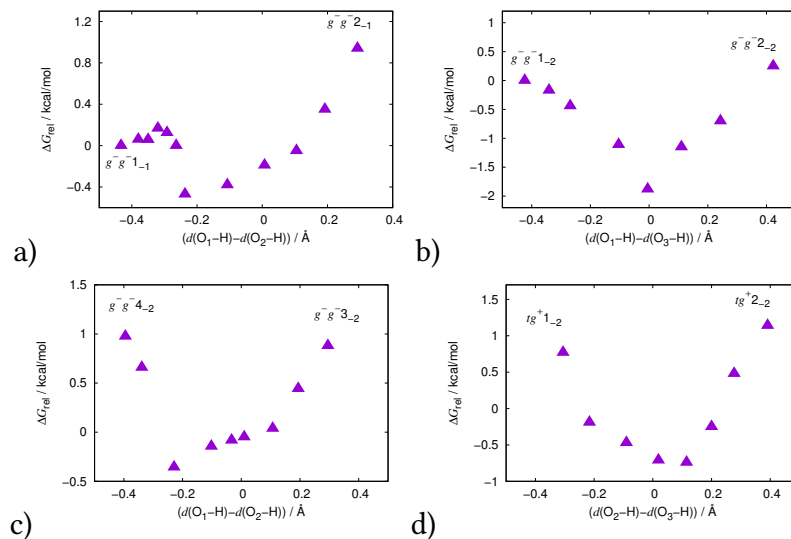 g⁻g⁻2₋₁
1.2
0.8
0.4
0
−0.4
ΔG_rel / kcal/mol
g⁻g⁻1₋₁
−0.4 −0.2 0 0.2 0.4
(d(O₁−H)−d(O₂−H)) / Å
a)
g⁻g⁻1₋₂
g⁻g⁻2₋₂
1
0.5
0
−0.5
−1
−1.5
−2
ΔG_rel / kcal/mol
−0.4 −0.2 0 0.2 0.4
(d(O₁−H)−d(O₃−H)) / Å
b)
g⁻g⁻4₋₂
g⁻g⁻3₋₂
1.5
1
0.5
0
−0.5
ΔG_rel / kcal/mol
−0.4 −0.2 0 0.2 0.4
(d(O₁−H)−d(O₂−H)) / Å
c)
tg⁺1₋₂
tg⁺2₋₂
1.5
1
0.5
0
−0.5
−1
ΔG_rel / kcal/mol
−0.4 −0.2 0 0.2 0.4
(d(O₂−H)−d(O₃−H)) / Å
d)